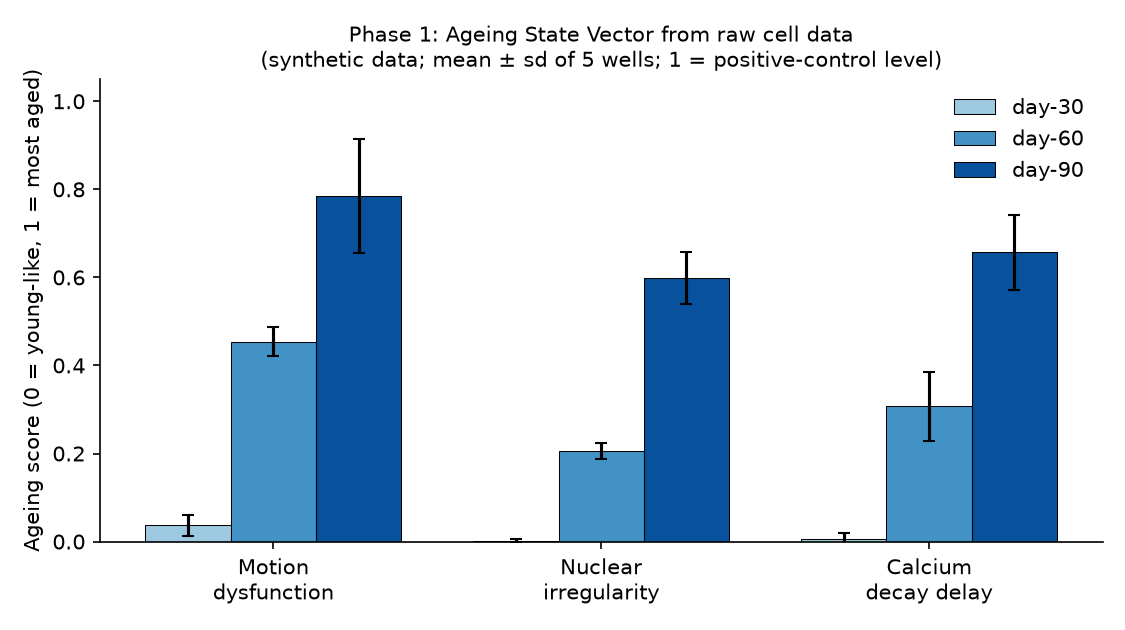 Phase 1: Ageing State Vector from raw cell data
(synthetic data; mean ± sd of 5 wells; 1 = positive-control level)
Ageing score (0 = young-like, 1 = most aged)
1.0
0.8
0.6
0.4
0.2
0.0
day-30
day-60
day-90
Motion
dysfunction
Nuclear
irregularity
Calcium
decay delay